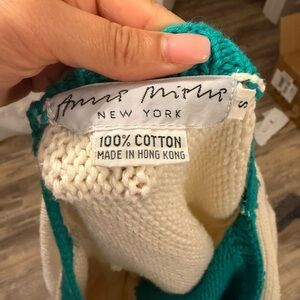 NEW YORK
S
100% COTTON
MADE IN HONG KONG